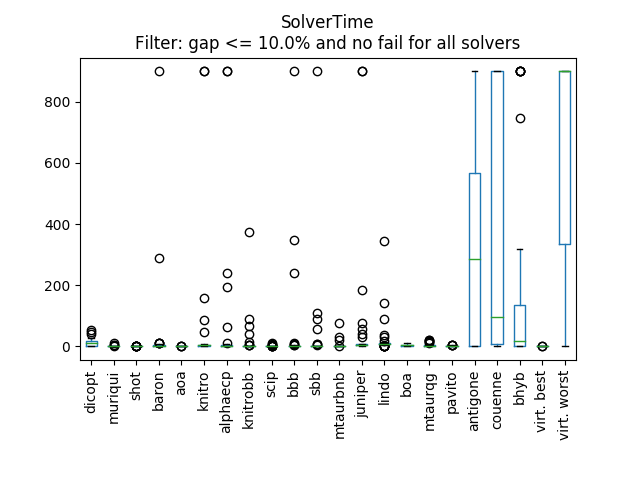 SolverTime
Filter: gap <= 10.0% and no fail for all solvers
800
600
400
200
0
dicopt
muriqui
shot
baron
aoa
knitro
alphaecp
knitrobb
scip
bbb
sbb
mtaurbnb
juniper
lindo
boa
mtaurqg
pavito
antigone
couenne
bhyb
virt. best
virt. worst